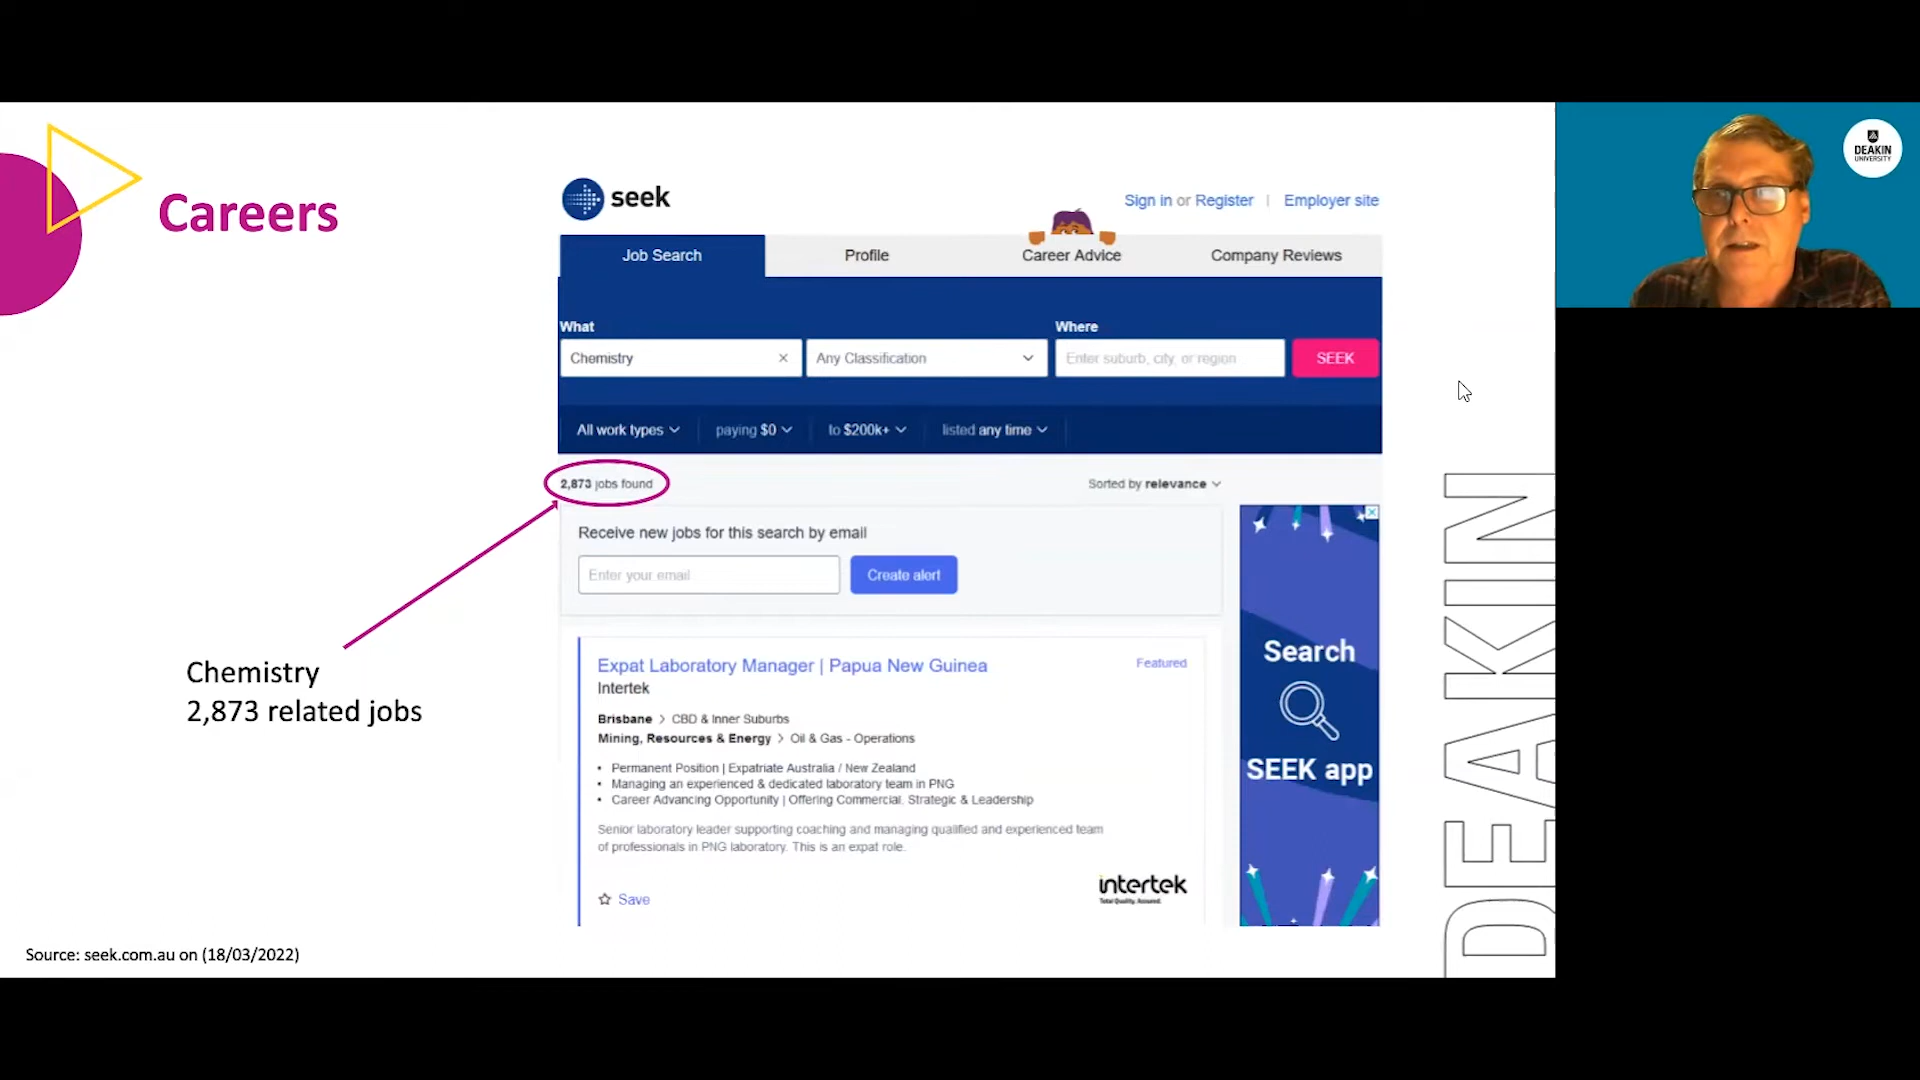 Careers
seek
Sign in or Register | Employer site
Job Search Profile Career Advice Company Reviews
What Where
Chemistry × Any Classification Enter suburb, city, or region SEEK
All work types paying $0 to $200k+ listed any time
2,873 jobs found Sorted by relevance
Receive new jobs for this search by email
Enter your email Create alert
Expat Laboratory Manager | Papua New Guinea Featured
Intertek
Brisbane > CBD & Inner Suburbs
Mining, Resources & Energy > Oil & Gas - Operations
• Permanent Position | Expatriate Australia / New Zealand
• Managing an experienced & dedicated laboratory team in PNG
• Career Advancing Opportunity | Offering Commercial. Strategic & Leadership
Senior laboratory leader supporting coaching and managing qualified and experienced team
of professionals in PNG laboratory. This is an expat role.
Save
intertek
Total Quality. Assured.
Search
SEEK app
Chemistry
2,873 related jobs
Source: seek.com.au on (18/03/2022)
DEAKIN
DEAKIN
UNIVERSITY